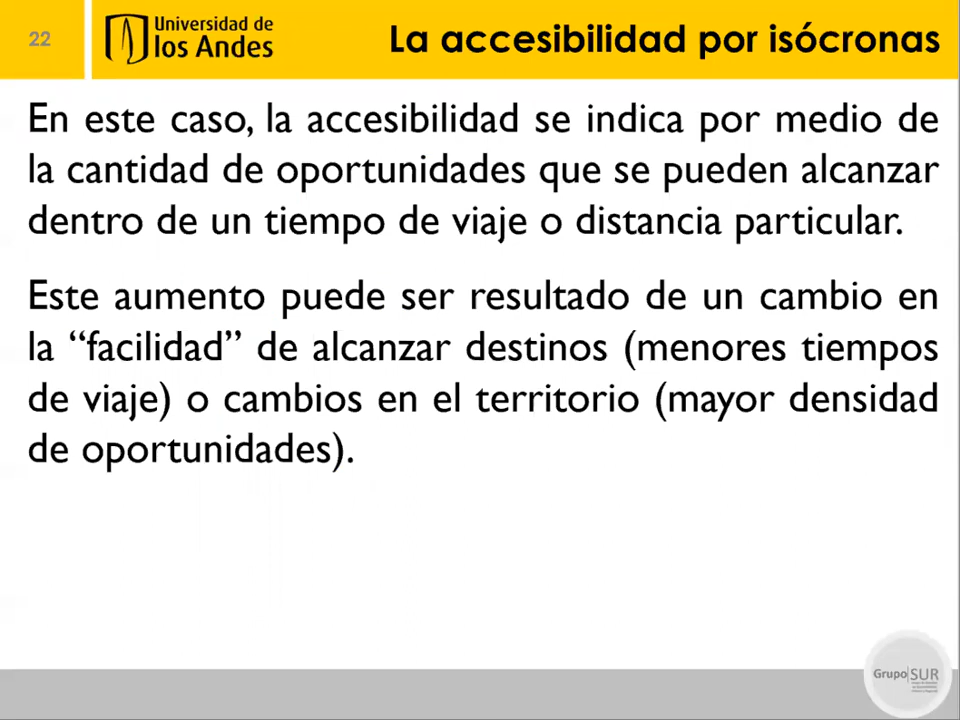 22
Universidad de
los Andes
La accesibilidad por isócronas
En este caso, la accesibilidad se indica por medio de
la cantidad de oportunidades que se pueden alcanzar
dentro de un tiempo de viaje o distancia particular.
Este aumento puede ser resultado de un cambio en
la “facilidad” de alcanzar destinos (menores tiempos
de viaje) o cambios en el territorio (mayor densidad
de oportunidades).
Grupo|SUR